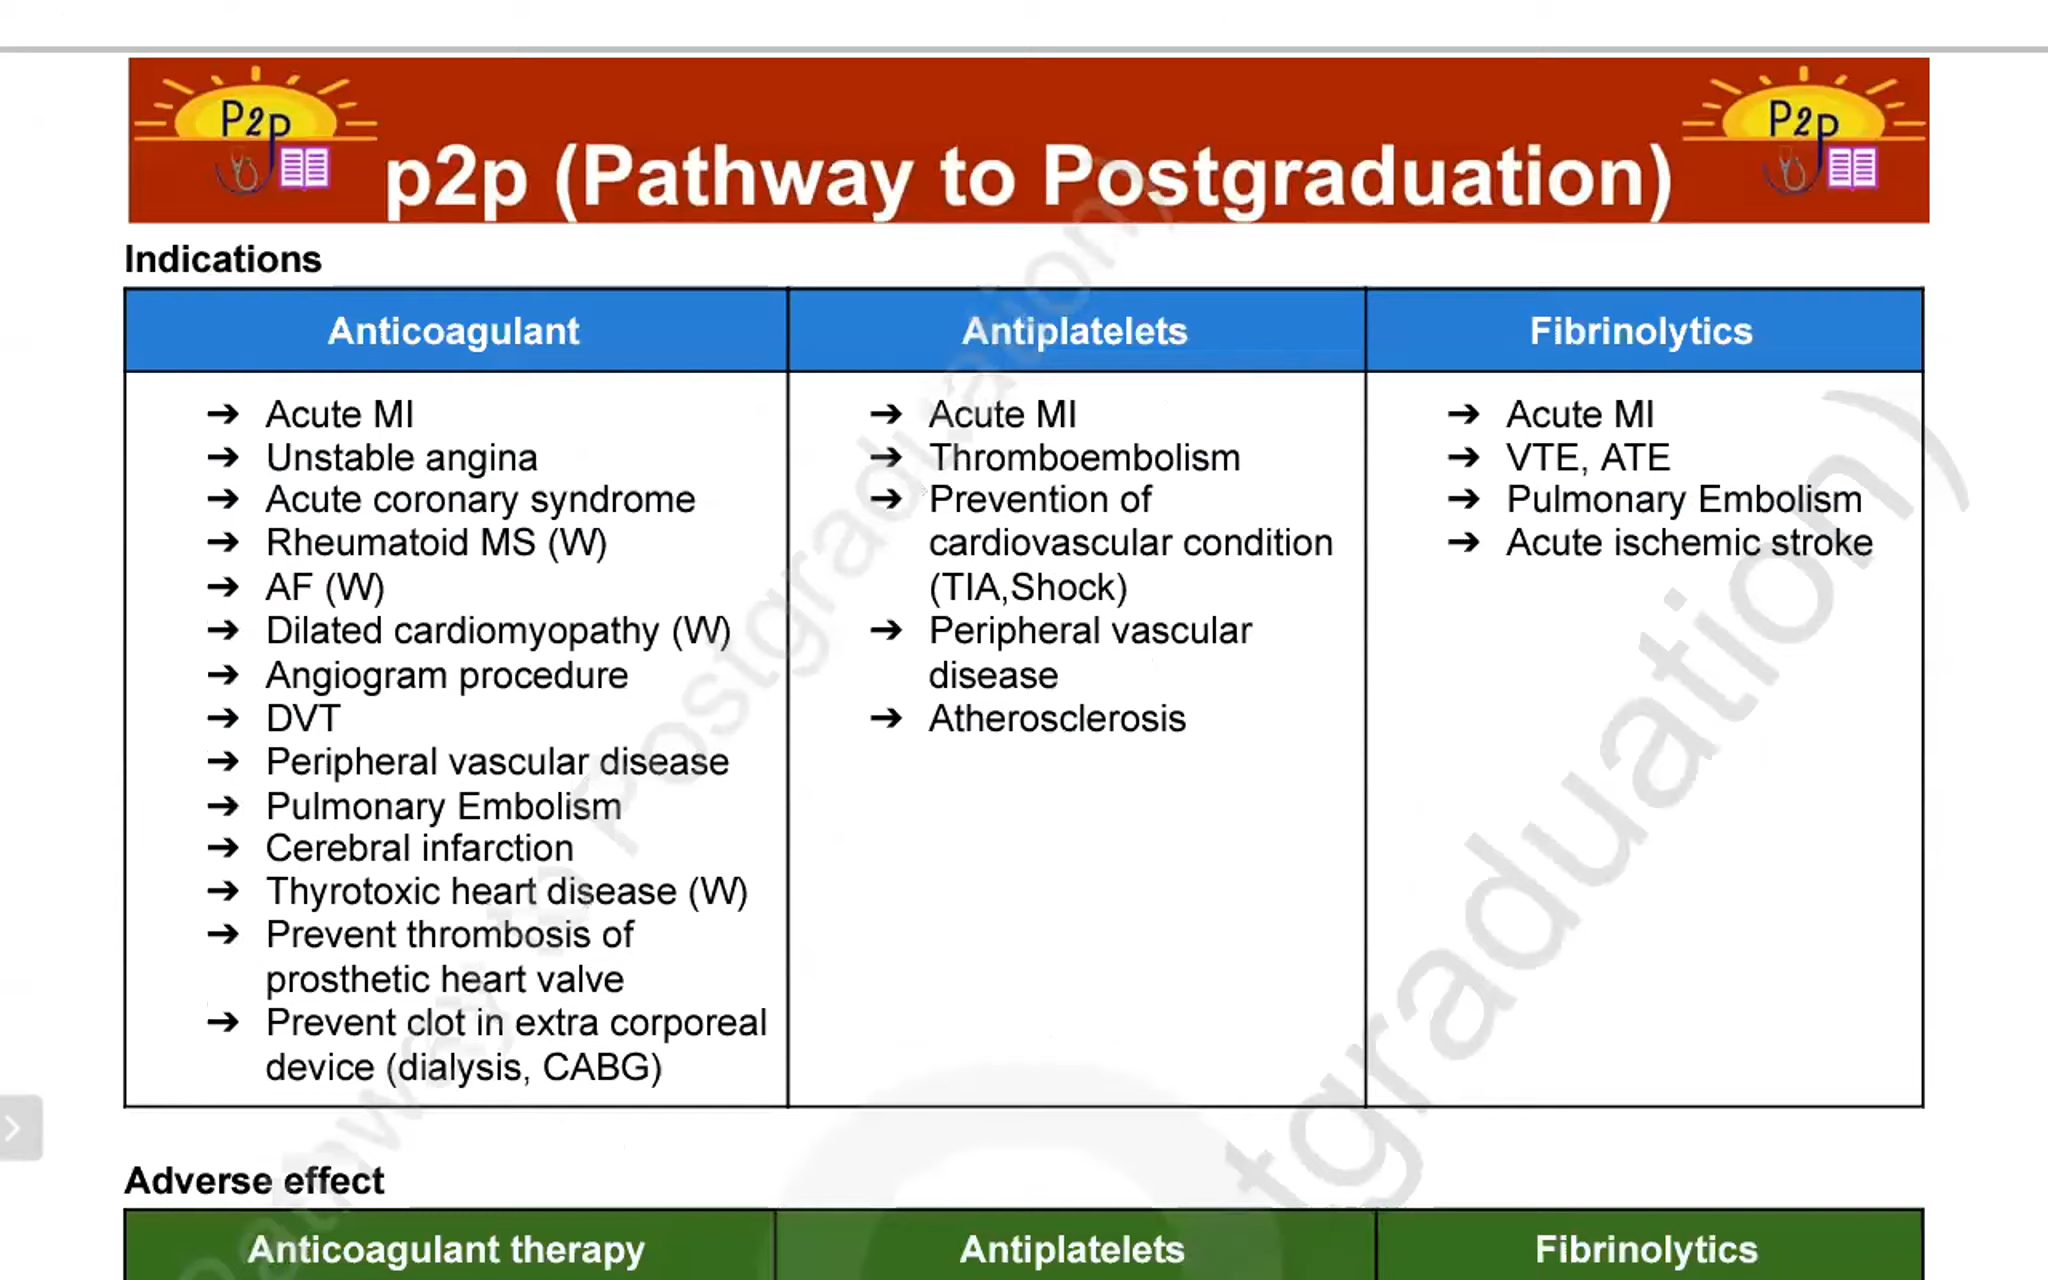 P2P
P2P
p2p (Pathway to Postgraduation)
Indications
Anticoagulant
➔ Acute MI
➔ Unstable angina
➔ Acute coronary syndrome
➔ Rheumatoid MS (W)
➔ AF (W)
➔ Dilated cardiomyopathy (W)
➔ Angiogram procedure
➔ DVT
➔ Peripheral vascular disease
➔ Pulmonary Embolism
➔ Cerebral infarction
➔ Thyrotoxic heart disease (W)
➔ Prevent thrombosis of
prosthetic heart valve
➔ Prevent clot in extra corporeal
device (dialysis, CABG)
Antiplatelets
➔ Acute MI
➔ Thromboembolism
➔ Prevention of
cardiovascular condition
(TIA,Shock)
➔ Peripheral vascular
disease
➔ Atherosclerosis
Fibrinolytics
➔ Acute MI
➔ VTE, ATE
➔ Pulmonary Embolism
➔ Acute ischemic stroke
Adverse effect
Anticoagulant therapy
Antiplatelets
Fibrinolytics
pathway to Postgraduation)
tgraduation)